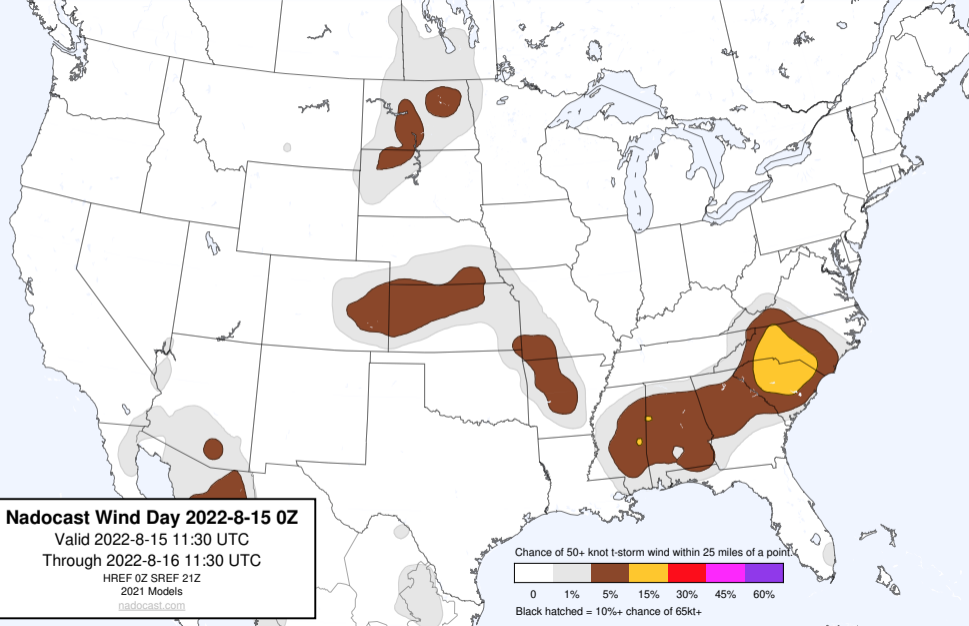 Nadocast Wind Day 2022-8-15 0Z
Valid 2022-8-15 11:30 UTC
Through 2022-8-16 11:30 UTC
HREF 0Z SREF 21Z
2021 Models
nadocast.com
Chance of 50+ knot t-storm wind within 25 miles of a point.
0 1% 5% 15% 30% 45% 60%
Black hatched = 10%+ chance of 65kt+